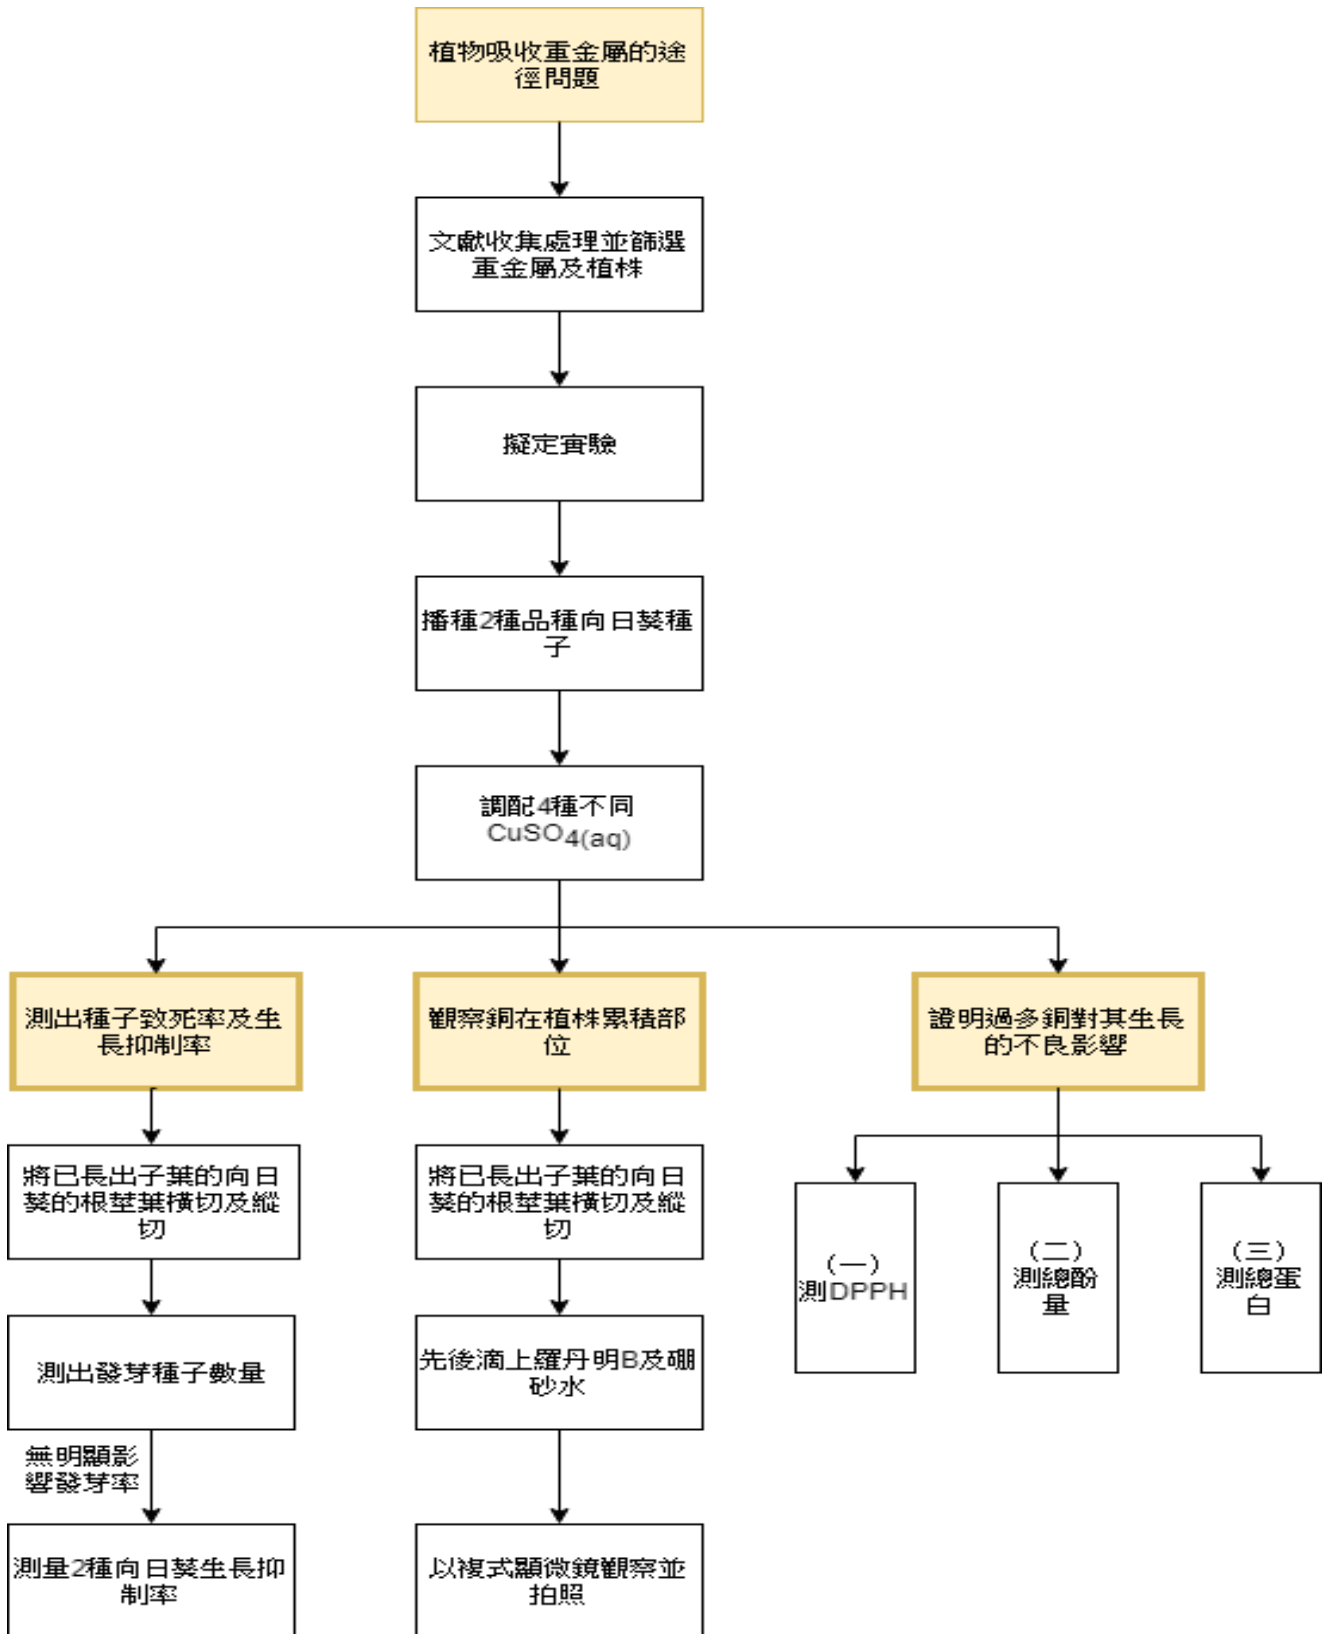 植物吸收重金屬的途
徑問題
文獻收集處理並篩選
重金屬及植株
擬定實驗
播種2種品種向日葵種
子
調配4種不同
CuSO4(aq)
測出種子致死率及生
長抑制率
將已長出子葉的向日
葵的根莖葉橫切及縱
切
測出發芽種子數量
無明顯影
響發芽率
測量2種向日葵生長抑
制率
觀察銅在植株累積部
位
將已長出子葉的向日
葵的根莖葉橫切及縱
切
先後滴上羅丹明B及硼
砂水
以複式顯微鏡觀察並
拍照
證明過多銅對其生長
的不良影響
（一）
測DPPH
（二）
測總酚
量
（三）
測總蛋
白